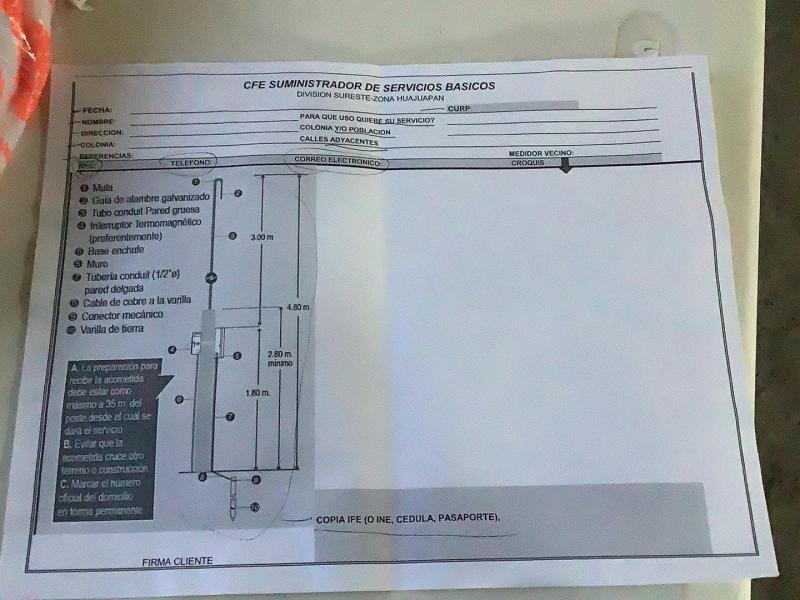 CFE SUMINISTRADOR DE SERVICIOS BASICOS
DIVISION SURESTE-ZONA HUAJUAPAN
FECHA:
CURP
NOMBRE:
PARA QUE USO QUIERE SU SERVICIO?
DIRECCION:
COLONIA Y/O POBLACION
COLONIA:
CALLES ADYACENTES
REFERENCIAS:
MEDIDOR VECINO:
RFC:
TELEFONO:
CORREO ELECTRONICO:
CROQUIS
1 Mufa
2 Guía de alambre galvanizado
3 Tubo conduit Pared gruesa
4 Interruptor Termomagnético
(preferentemente)
5 Base enchufe
6 Muro
7 Tubería conduit (1/2"ø)
pared delgada
8 Cable de cobre a la varilla
9 Conector mecánico
10 Varilla de tierra
1
2
3
3.00 m
4.80 m
4
5
2.80 m.
mínimo
1.80 m.
6
7
8
9
10
A. La preparación para
recibir la acometida
debe estar como
máximo a 35 m. del
poste desde el cuál se
dará el servicio
B. Evitar que la
acometida cruce otro
terreno o construcción.
C. Marcar el número
oficial del domicilio
en forma permanente
COPIA IFE (O INE, CEDULA, PASAPORTE),
FIRMA CLIENTE